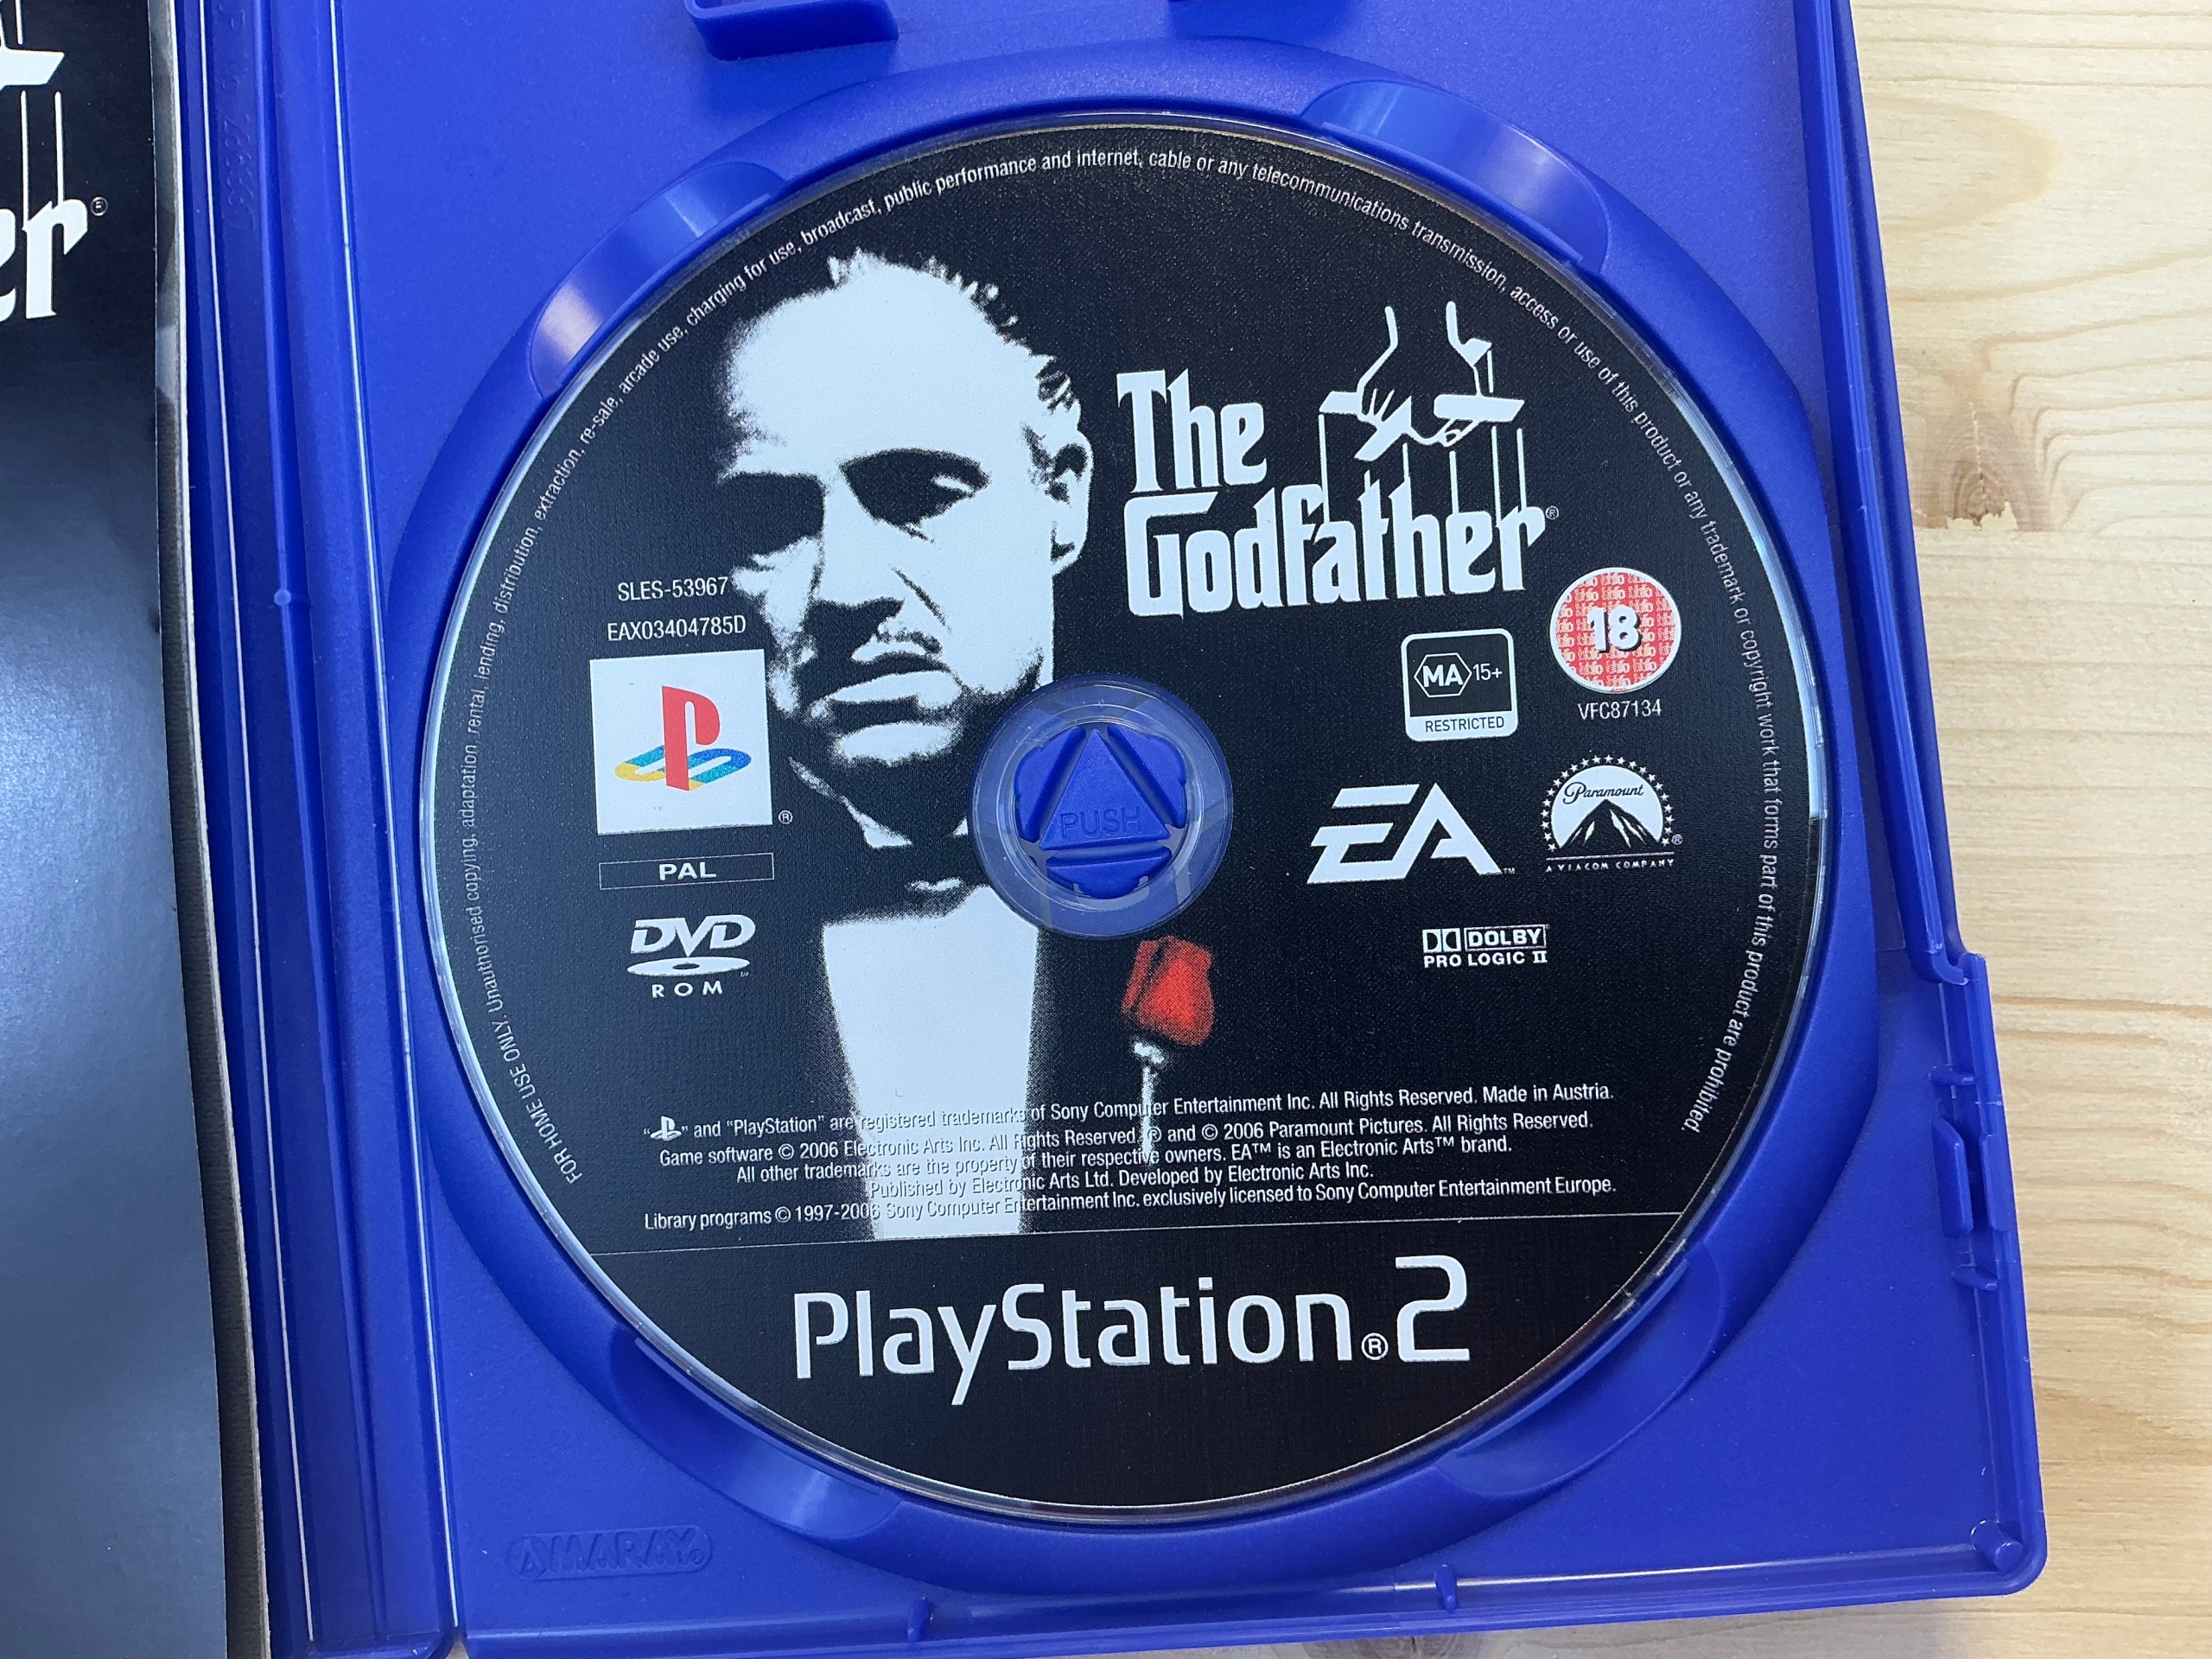 er®
FOR HOME USE ONLY. Unauthorised copying, adaptation, rental, lending, distribution, extraction, re-sale, arcade use, charging for use, broadcast, public performance and internet, cable or any telecommunications transmission, access or use of this product or any trademark or copyright work that forms part of this product are prohibited.
The
Godfather®
SLES-53967
EAX03404785D
®
PAL
DVD™
ROM
18
VFC87134
MA 15+
RESTRICTED
EA™
Paramount®
A VIACOM COMPANY
DOLBY
PRO LOGIC II
PUSH
“ ” and “PlayStation” are registered trademarks of Sony Computer Entertainment Inc. All Rights Reserved. Made in Austria.
Game software © 2006 Electronic Arts Inc. All Rights Reserved. ® and © 2006 Paramount Pictures. All Rights Reserved.
All other trademarks are the property of their respective owners. EA™ is an Electronic Arts™ brand.
Published by Electronic Arts Ltd. Developed by Electronic Arts Inc.
Library programs © 1997-2006 Sony Computer Entertainment Inc. exclusively licensed to Sony Computer Entertainment Europe.
PlayStation®2
AMARAY®